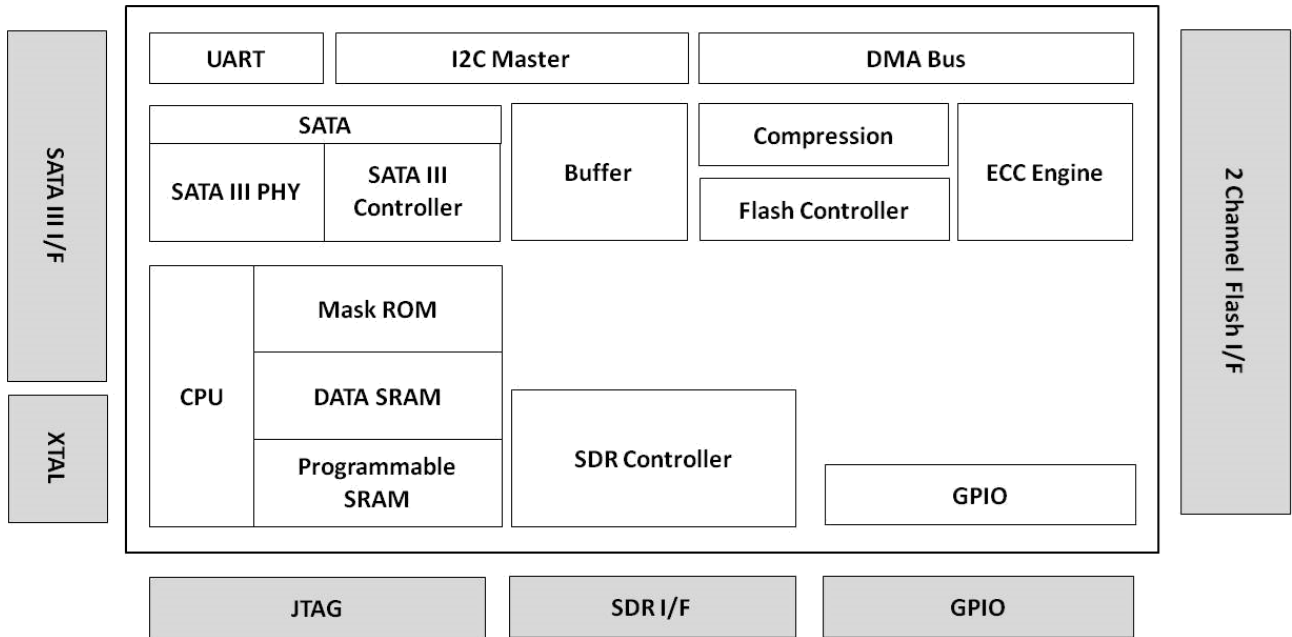 UART
I2C Master
DMA Bus
SATA III I/F
SATA
SATA III PHY
SATA III
Controller
Buffer
Compression
Flash Controller
ECC Engine
2 Channel Flash I/F
CPU
Mask ROM
DATA SRAM
Programmable
SRAM
SDR Controller
GPIO
XTAL
JTAG
SDR I/F
GPIO